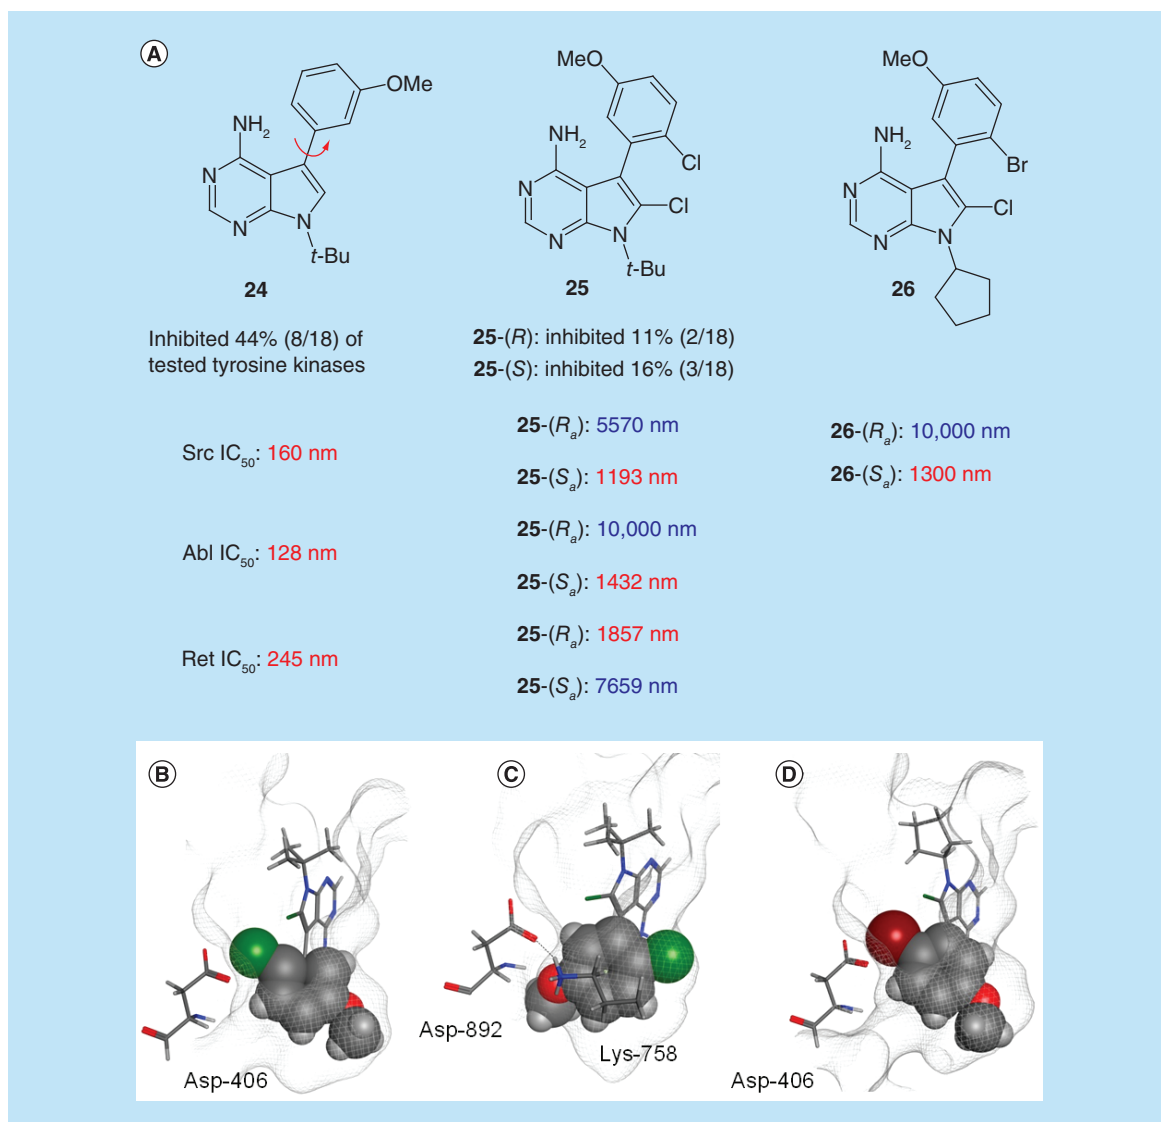 A
OMe
NH2
N
N
N
t-Bu
24
MeO
NH2
Cl
Cl
N
N
N
t-Bu
25
MeO
NH2
Br
Cl
N
N
N
26
Inhibited 44% (8/18) of
tested tyrosine kinases
25-(R): inhibited 11% (2/18)
25-(S): inhibited 16% (3/18)
Src IC50: 160 nm
25-(Ra): 5570 nm
25-(Sa): 1193 nm
26-(Ra): 10,000 nm
26-(Sa): 1300 nm
Abl IC50: 128 nm
25-(Ra): 10,000 nm
25-(Sa): 1432 nm
Ret IC50: 245 nm
25-(Ra): 1857 nm
25-(Sa): 7659 nm
B
Asp-406
C
Asp-892
Lys-758
D
Asp-406